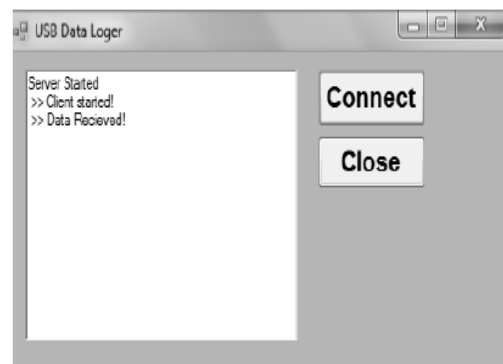 USB Data Loger
Server Started
>> Client started!
>> Data Recieved!
Connect
Close